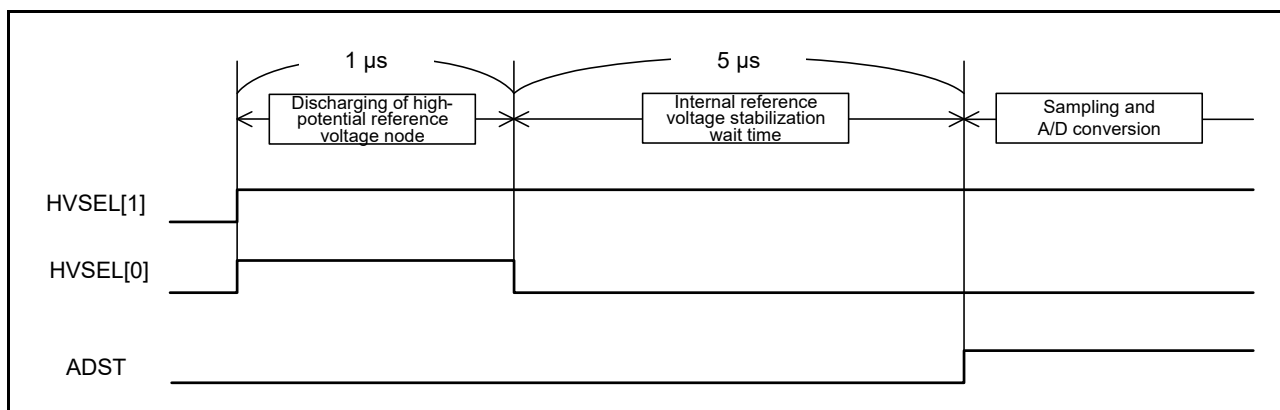 1 µs
5 µs
Discharging of high-
potential reference
voltage node
Internal reference
voltage stabilization
wait time
Sampling and
A/D conversion
HVSEL[1]
HVSEL[0]
ADST